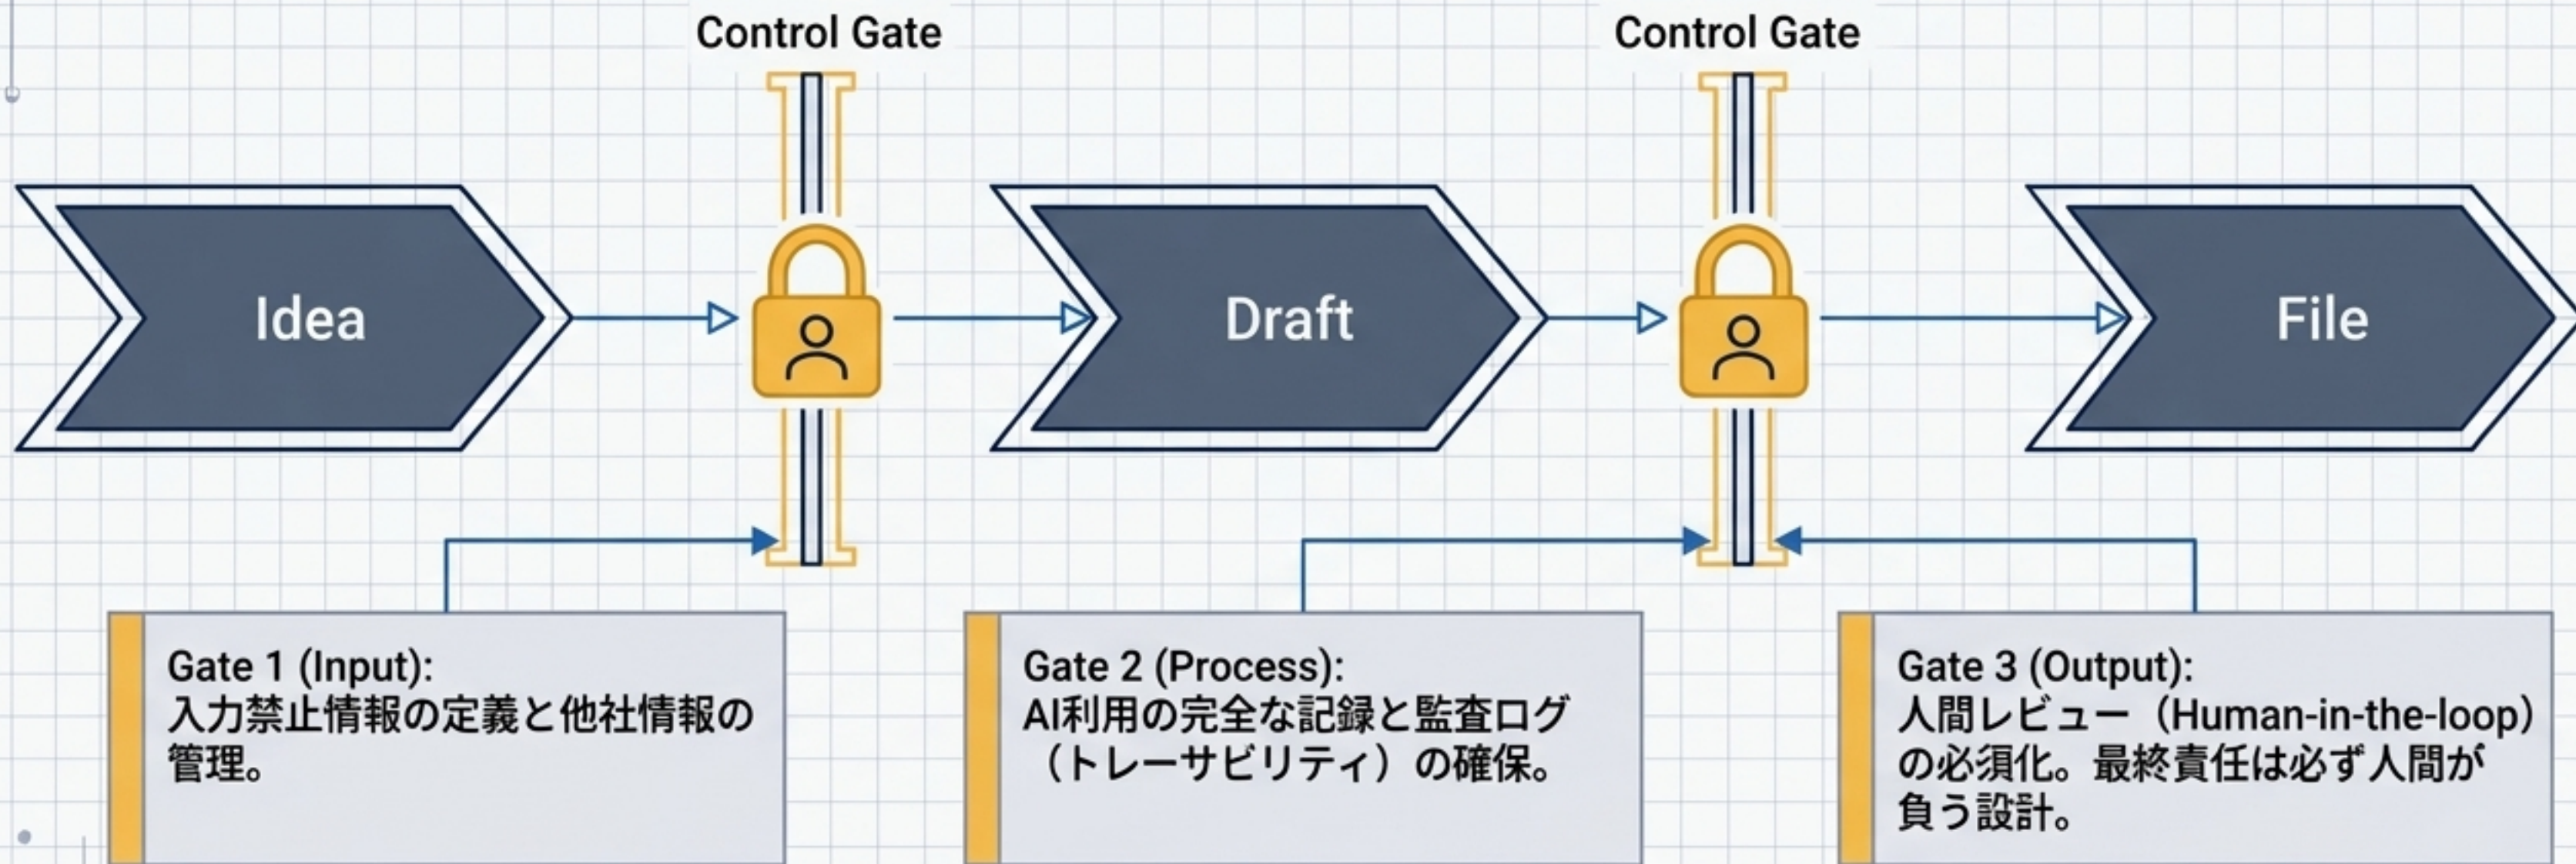 Control Gate
Control Gate
Idea
Draft
File
Gate 1 (Input):
入力禁止情報の定義と他社情報の
管理。
Gate 2 (Process):
AI利用の完全な記録と監査ログ
（トレーサビリティ）の確保。
Gate 3 (Output):
人間レビュー（Human-in-the-loop）
の必須化。最終責任は必ず人間が
負う設計。